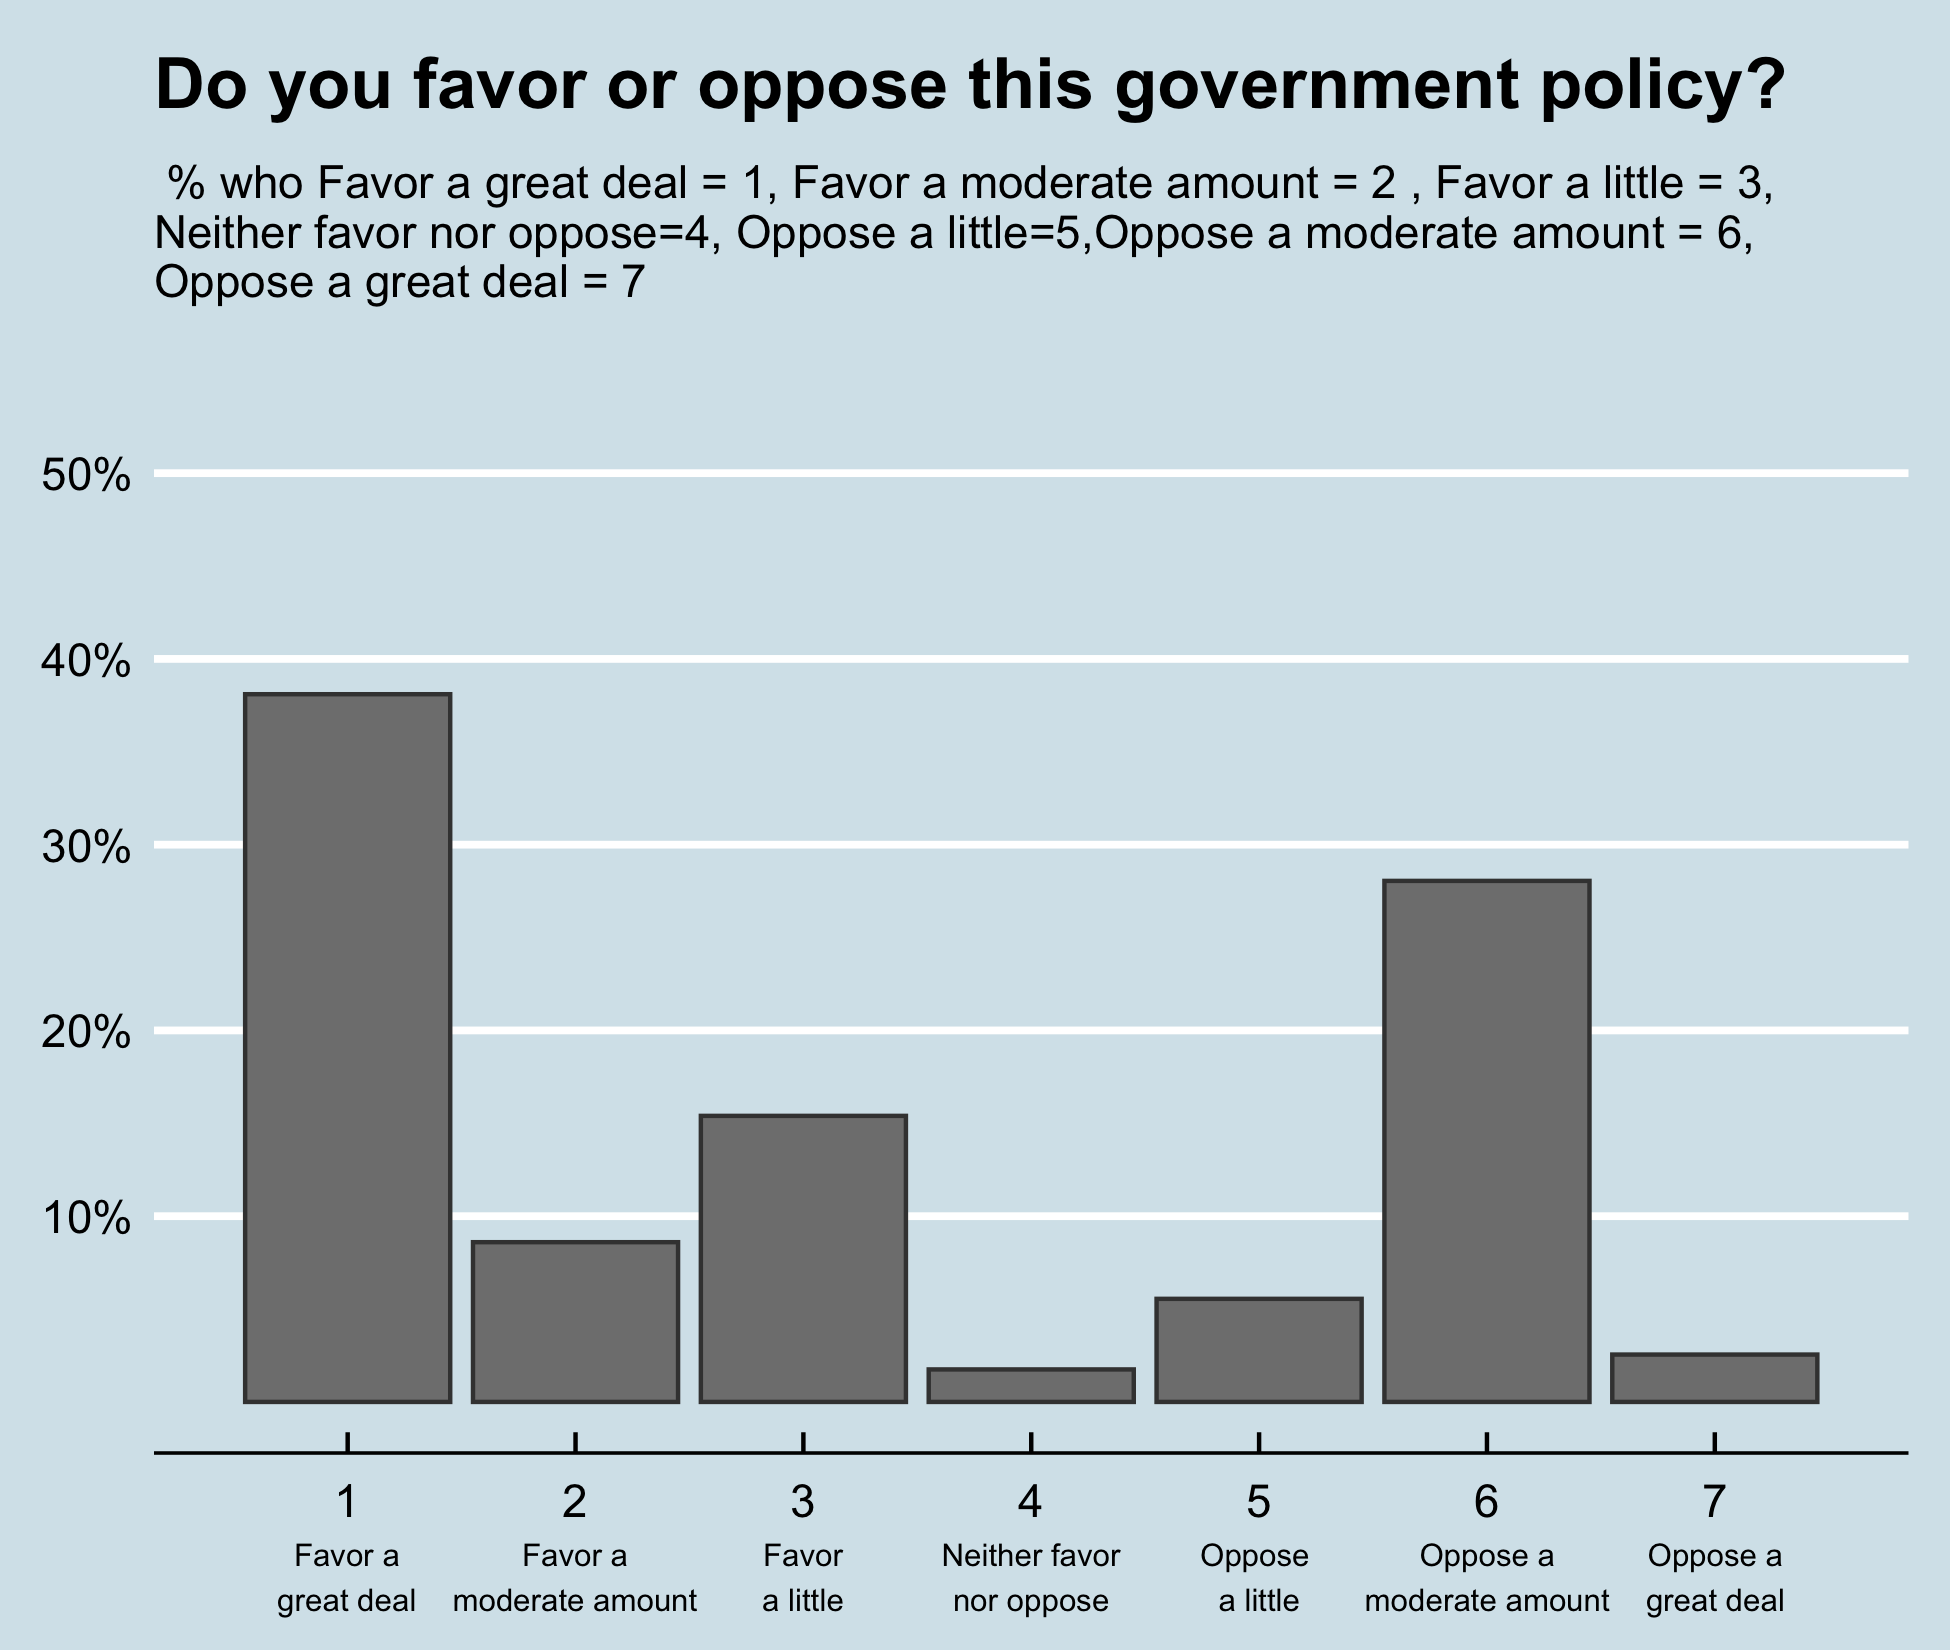 Do you favor or oppose this government policy?
% who Favor a great deal = 1, Favor a moderate amount = 2 , Favor a little = 3,
Neither favor nor oppose=4, Oppose a little=5,Oppose a moderate amount = 6,
Oppose a great deal = 7
50%
40%
30%
20%
10%
1 2 3 4 5 6 7
Favor a Favor a Favor Neither favor Oppose Oppose a Oppose a
great deal moderate amount a little nor oppose a little moderate amount great deal